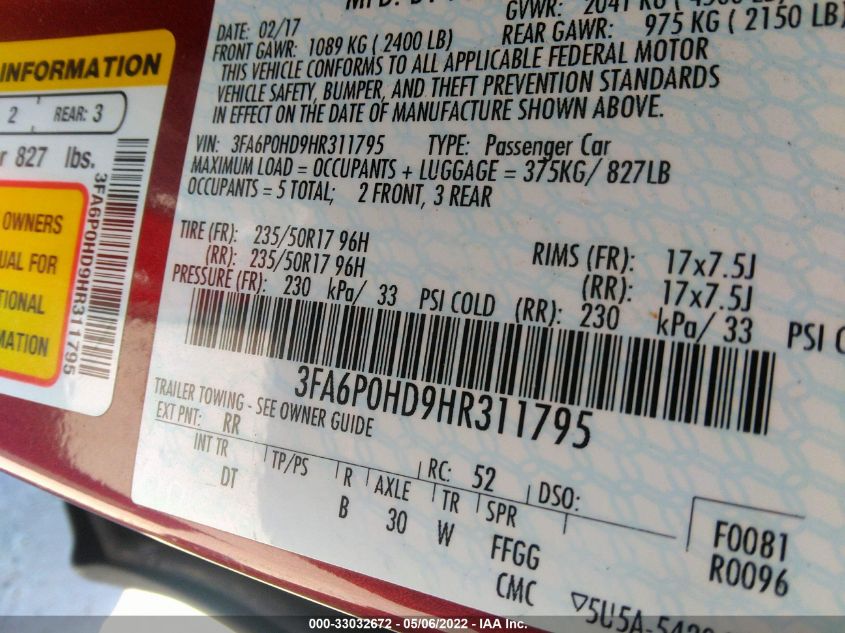 INFORMATION
2 REAR: 3
827 lbs.
OWNERS
FOR
MATION
3FA6P0HD9HR311795
DATE: 02/17
GVWR:
FRONT GAWR: 1089 KG ( 2400 LB)
REAR GAWR: 975 KG ( 2150 LB)
THIS VEHICLE CONFORMS TO ALL APPLICABLE FEDERAL MOTOR
VEHICLE SAFETY, BUMPER, AND THEFT PREVENTION STANDARDS
IN EFFECT ON THE DATE OF MANUFACTURE SHOWN ABOVE.
VIN: 3FA6P0HD9HR311795 TYPE: Passenger Car
MAXIMUM LOAD = OCCUPANTS + LUGGAGE = 375KG/ 827LB
OCCUPANTS = 5 TOTAL; 2 FRONT, 3 REAR
TIRE (FR): 235/50R17 96H RIMS (FR): 17x7.5J
(RR): 235/50R17 96H (RR): 17x7.5J
PRESSURE (FR): 230 kPa/ 33 PSI COLD (RR): 230 kPa/ 33 PSI
3FA6P0HD9HR311795
TRAILER TOWING - SEE OWNER GUIDE
EXT PNT: RR RC: 52 DSO:
INT TR TP/PS R AXLE TR SPR
DT B 30 W FFGG
CMC
F0081
R0096
5U5A-
000-33032672 - 05/06/2022 - IAA Inc.